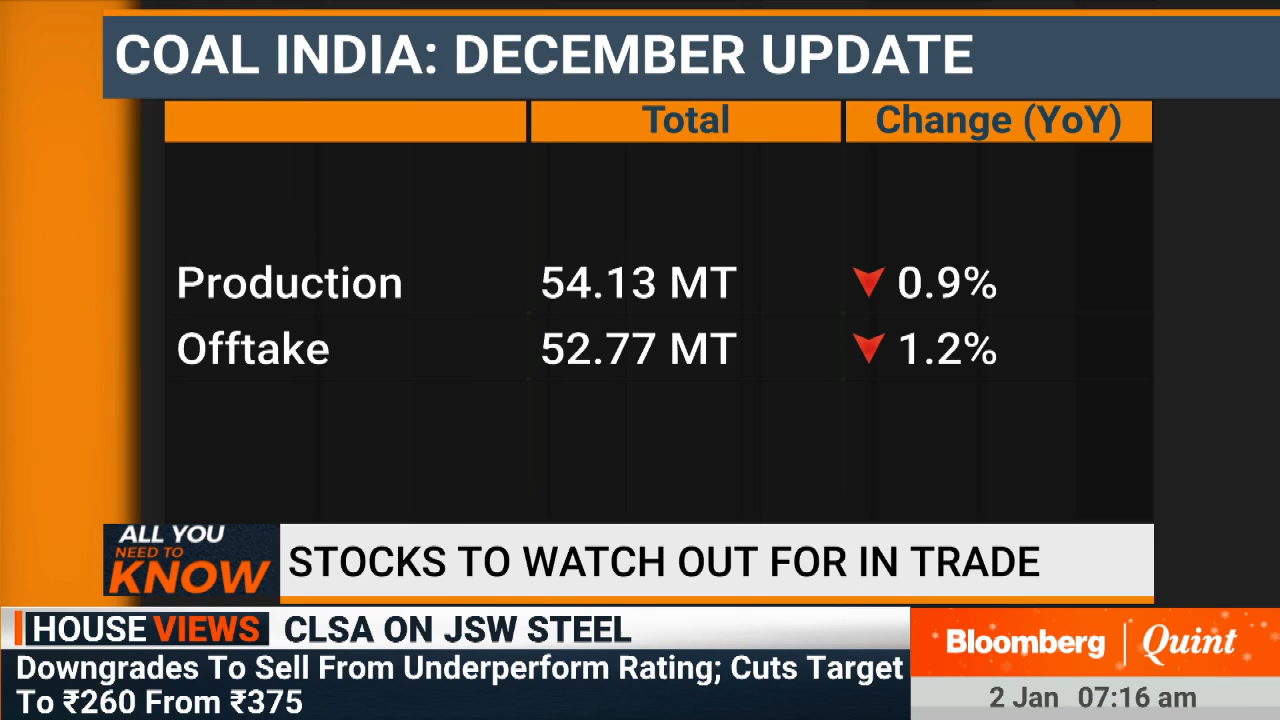 COAL INDIA: DECEMBER UPDATE
Total Change (YoY)
Production 54.13 MT 0.9%
Offtake 52.77 MT 1.2%
ALL YOU
NEED TO
KNOW
STOCKS TO WATCH OUT FOR IN TRADE
HOUSE VIEWS CLSA ON JSW STEEL
Downgrades To Sell From Underperform Rating; Cuts Target
To ₹260 From ₹375
Bloomberg | Quint
2 Jan 07:16 am